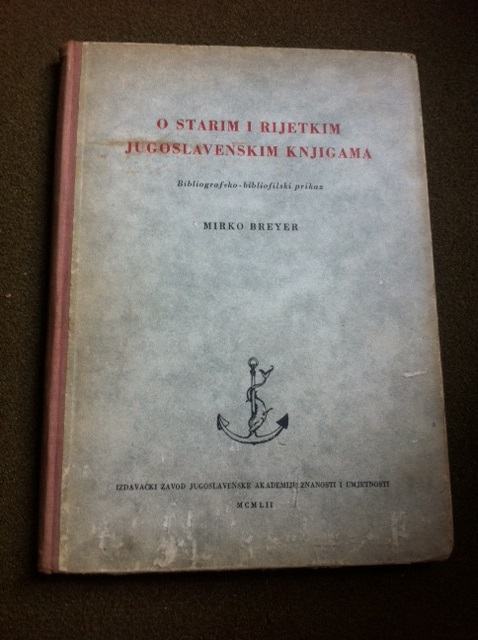 O STARIM I RIJETKIM
JUGOSLAVENSKIM KNJIGAMA
Bibliografsko-bibliofilski prikaz
MIRKO BREYER
IZDAVAČKI ZAVOD JUGOSLAVENSKE AKADEMIJE ZNANOSTI I UMJETNOSTI
MCMLII